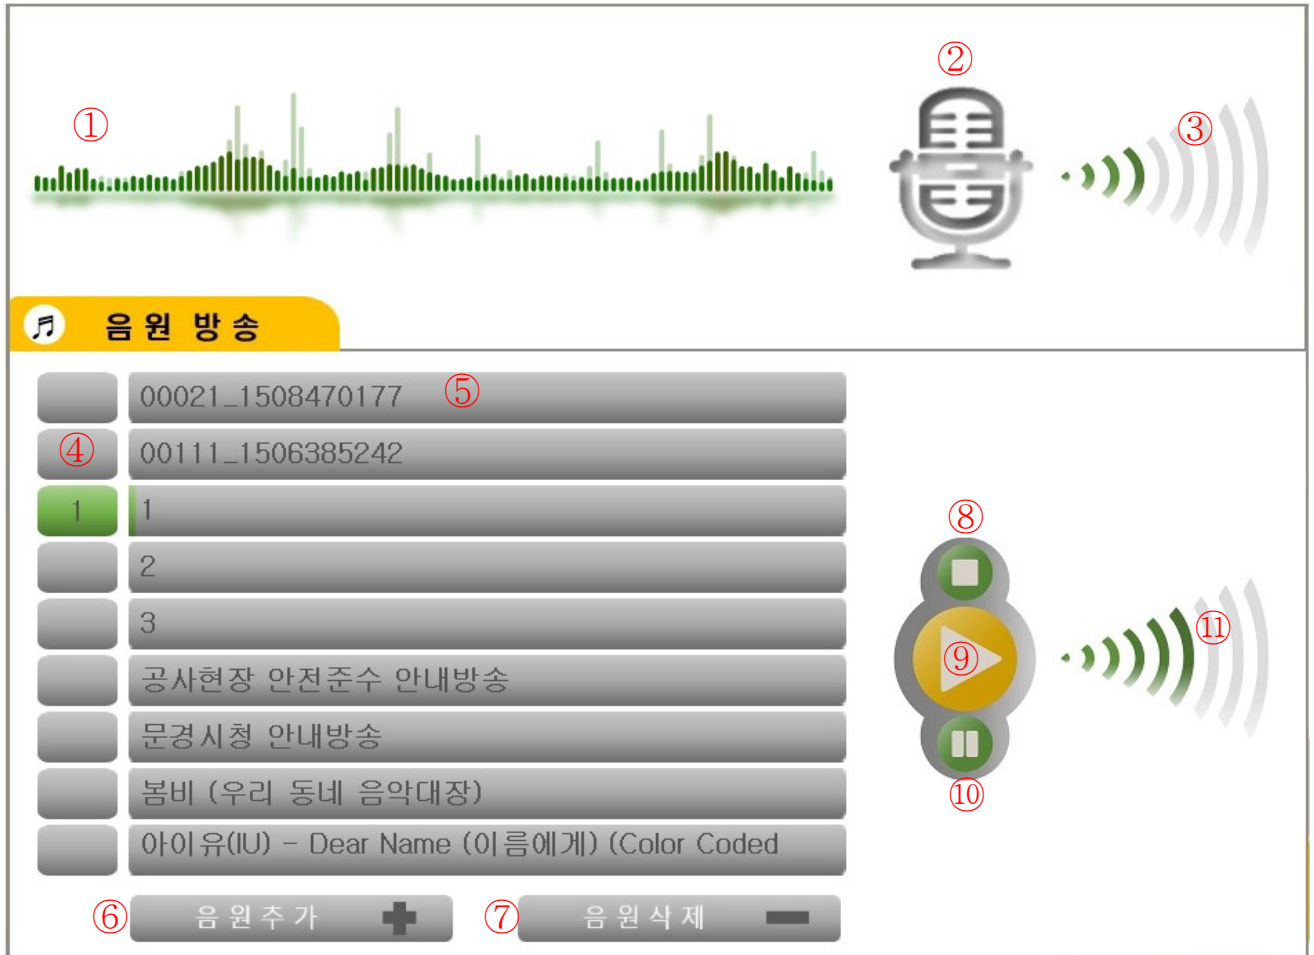 ②
③
①
음원 방송
00021_1508470177 ⑤
④ 00111_1506385242
1 1
⑧
2
3
⑪
⑨
공사현장 안전준수 안내방송
문경시청 안내방송
봄비 (우리 동네 음악대장)
⑩
아이유(IU) - Dear Name (이름에게) (Color Coded
⑥ 음원추가 ⑦ 음원삭제